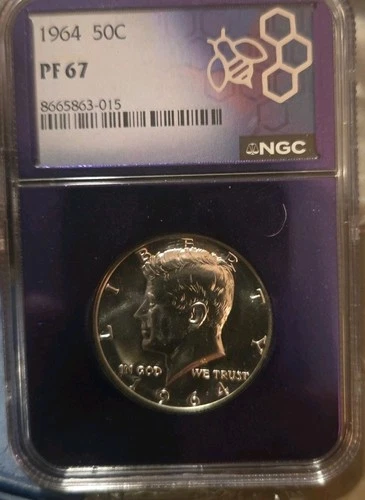 1964 50C
PF 67
8665863-015
NGC
LIBERTY
IN GOD WE TRUST
1964